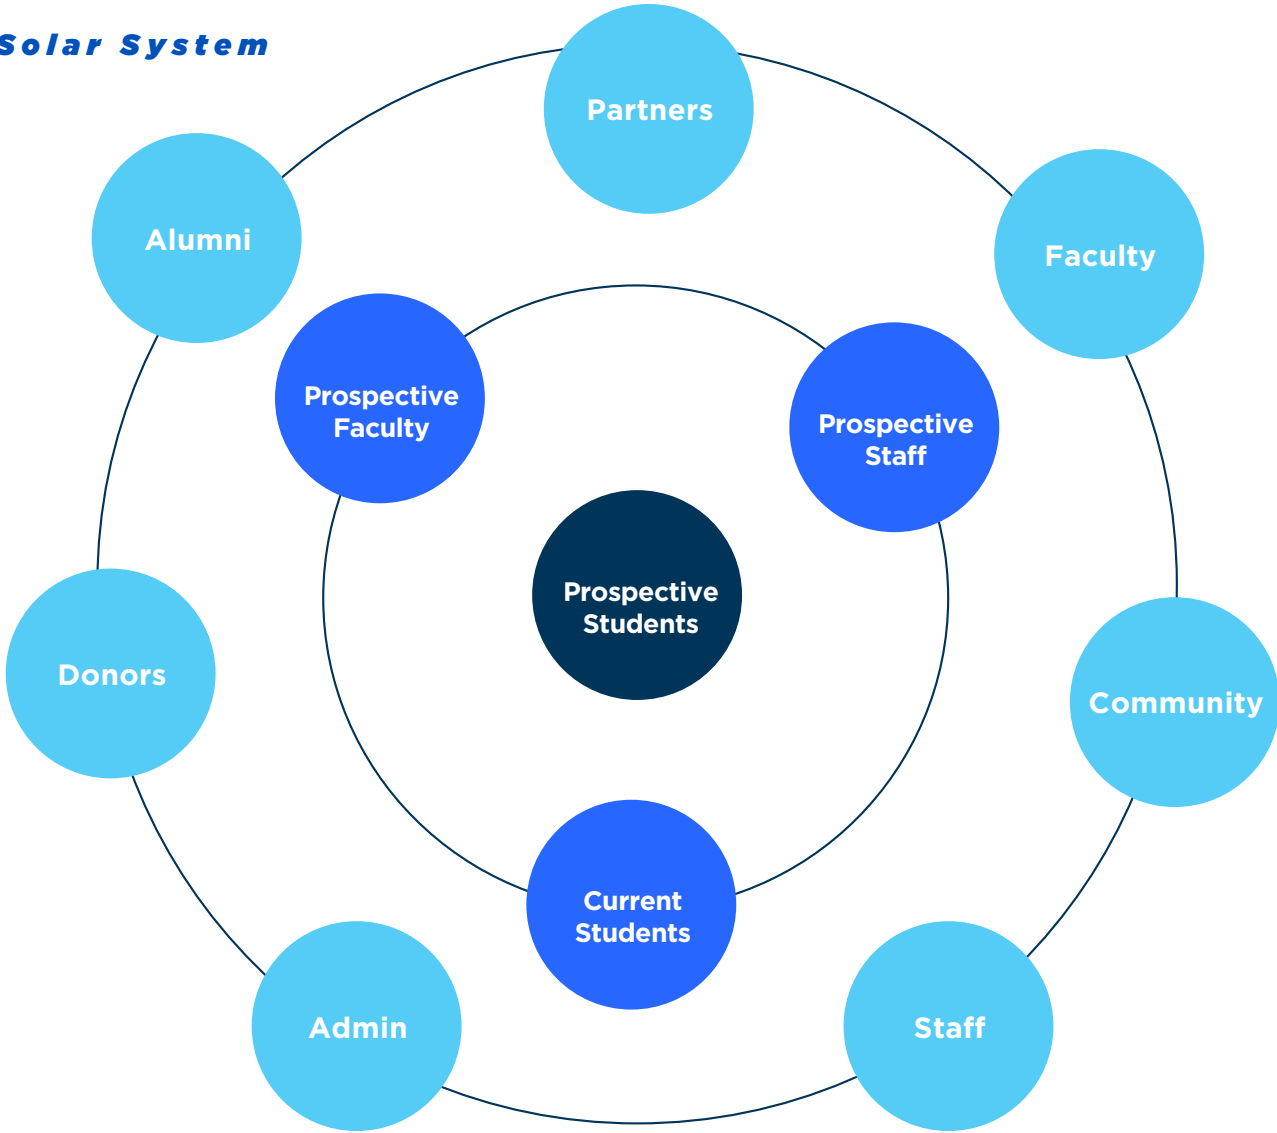 Solar System
Partners
Alumni
Faculty
Prospective
Faculty
Prospective
Staff
Prospective
Students
Donors
Community
Current
Students
Admin
Staff